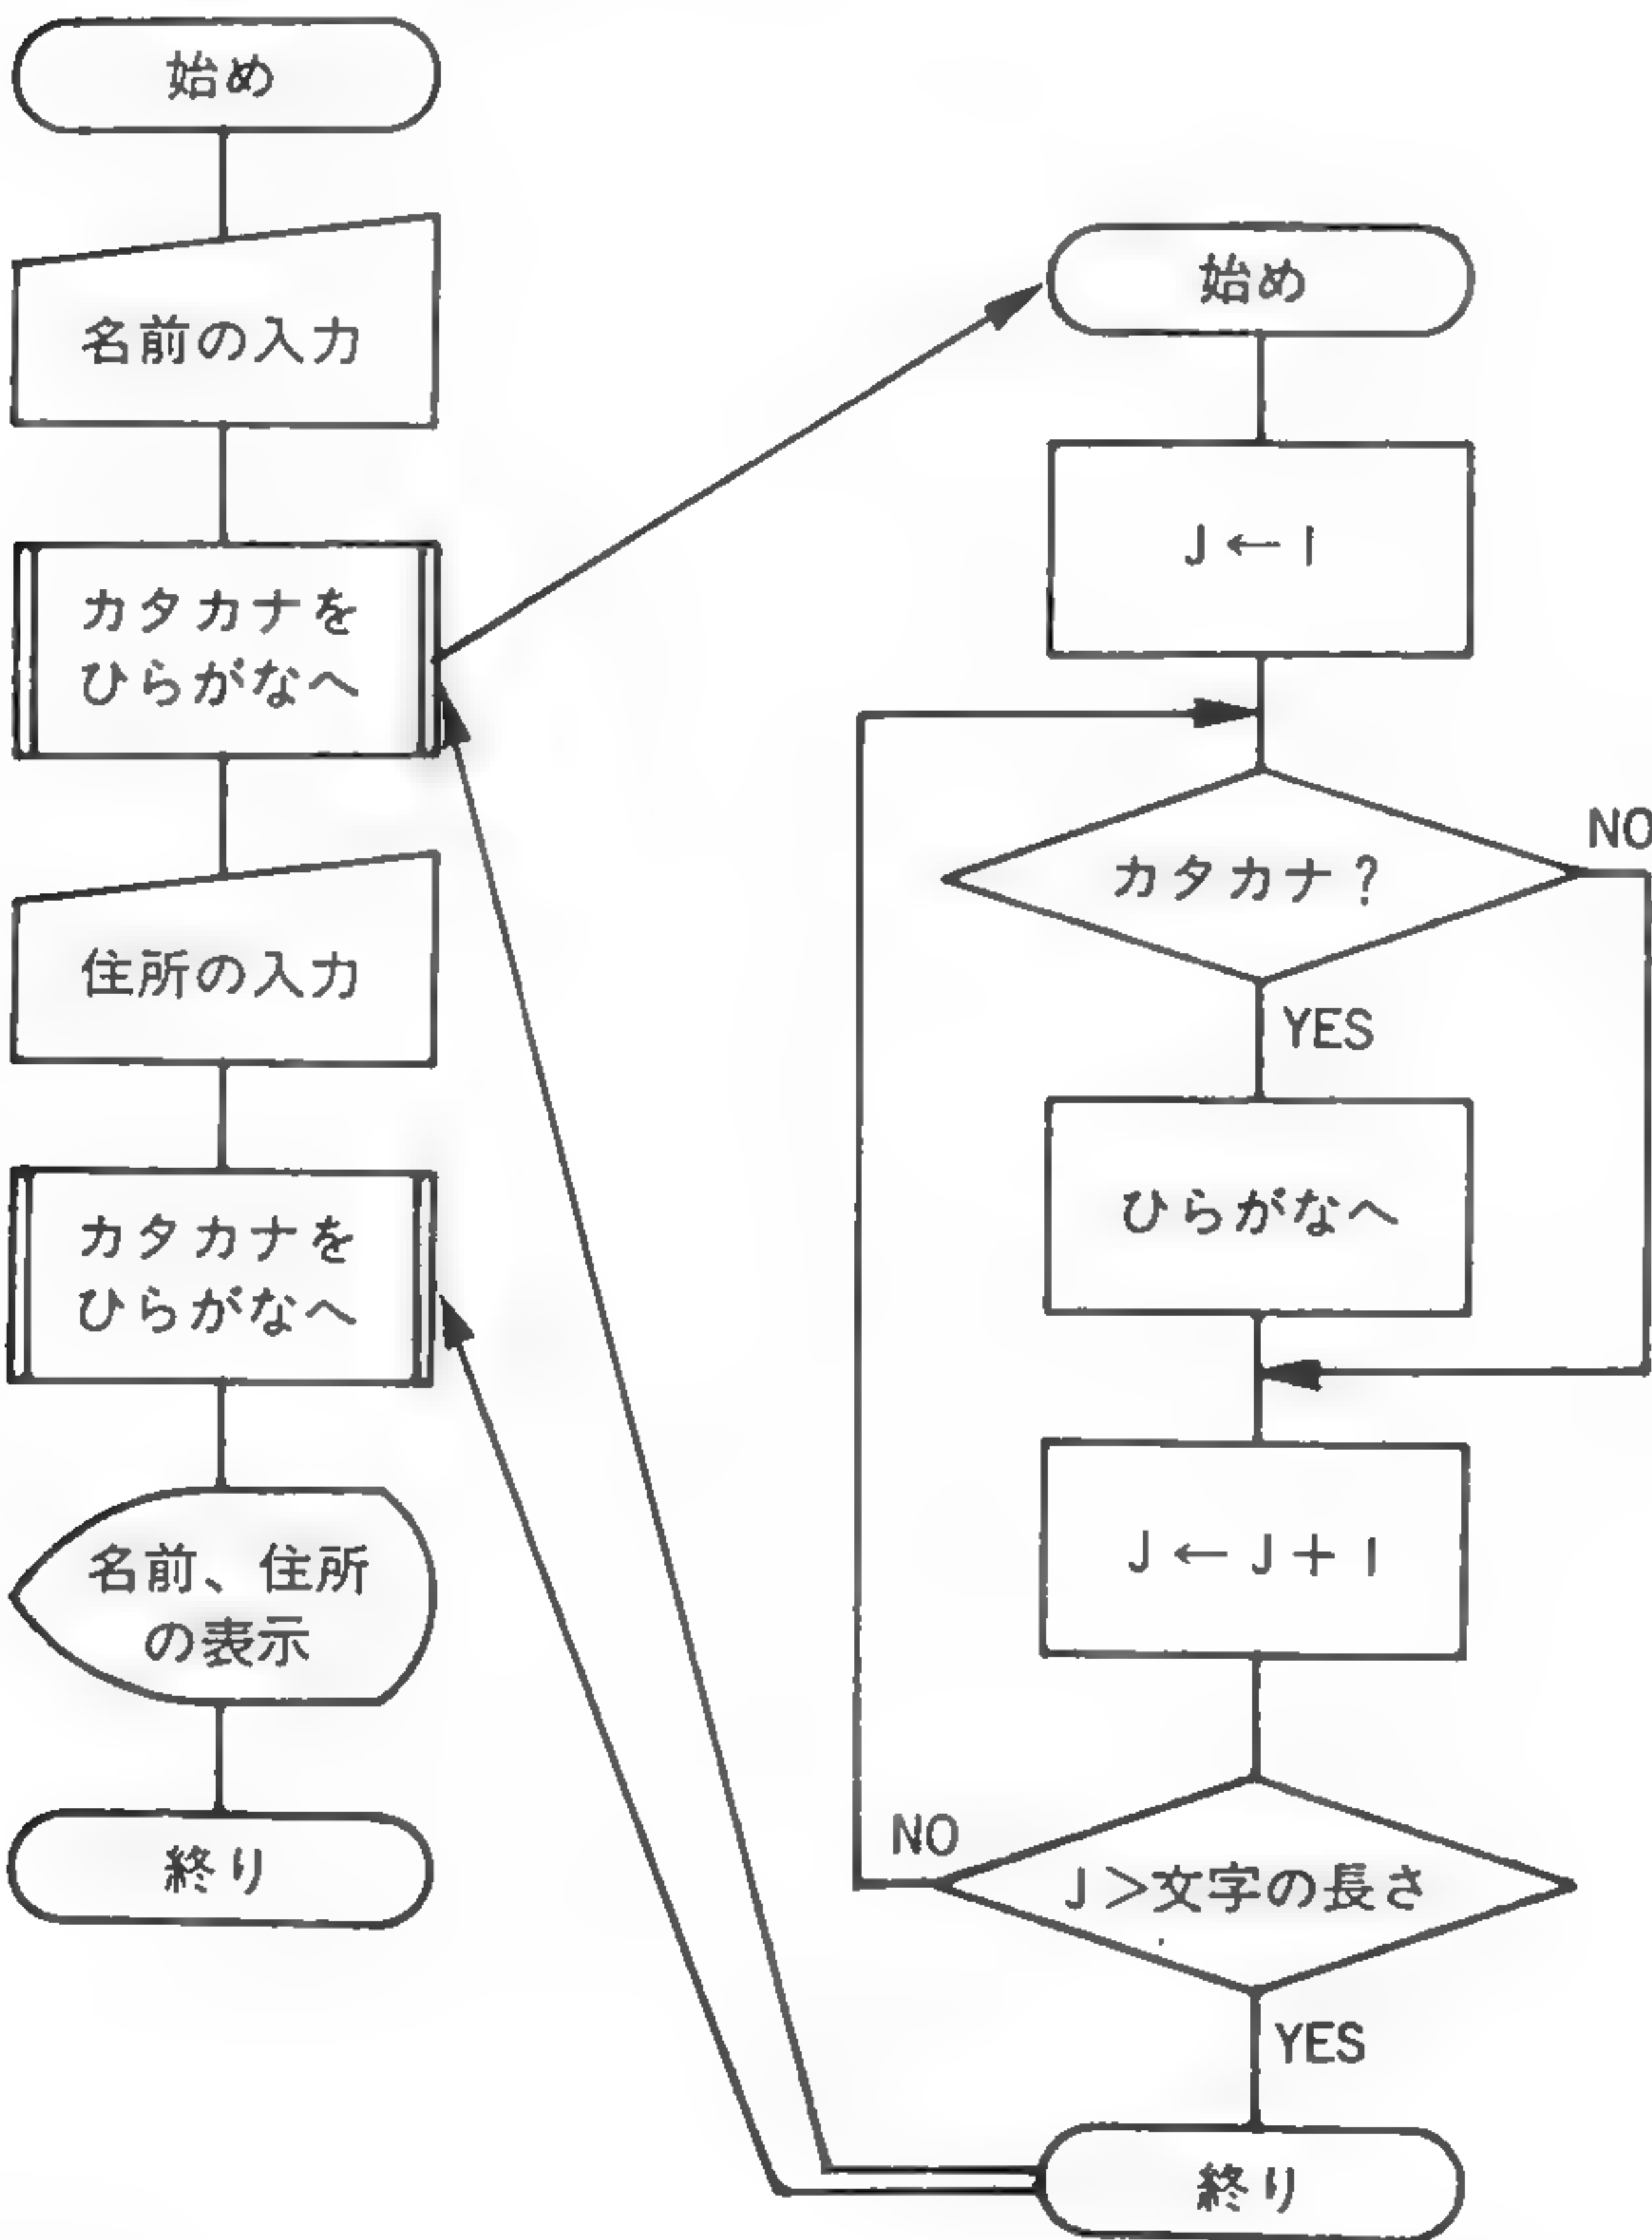 始め
名前の入力
カタカナを
ひらがなへ
住所の入力
カタカナを
ひらがなへ
名前、住所
の表示
終り
始め
J←1
カタカナ?
NO
YES
ひらがなへ
J←J+1
NO
J>文字の長さ
YES
終り